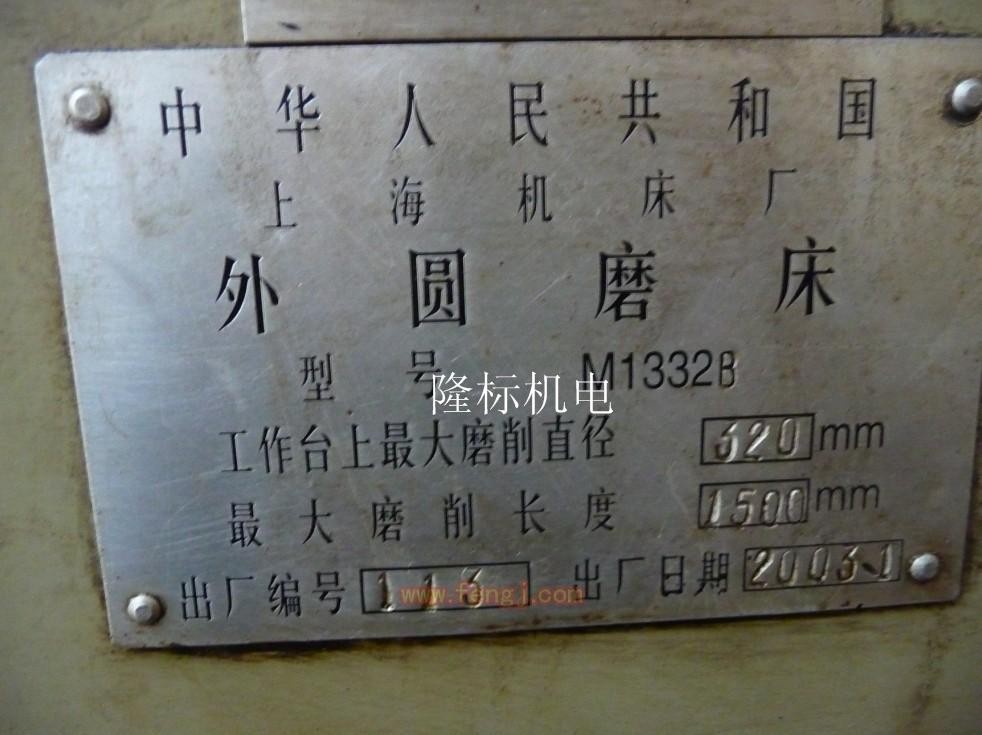 中华人民共和国
上海机床厂
外圆磨床
型号 M1332B
隆标机电
工作台上最大磨削直径 320 mm
最大磨削长度 1500 mm
出厂编号 113 出厂日期 2003.1
www.fengj.com